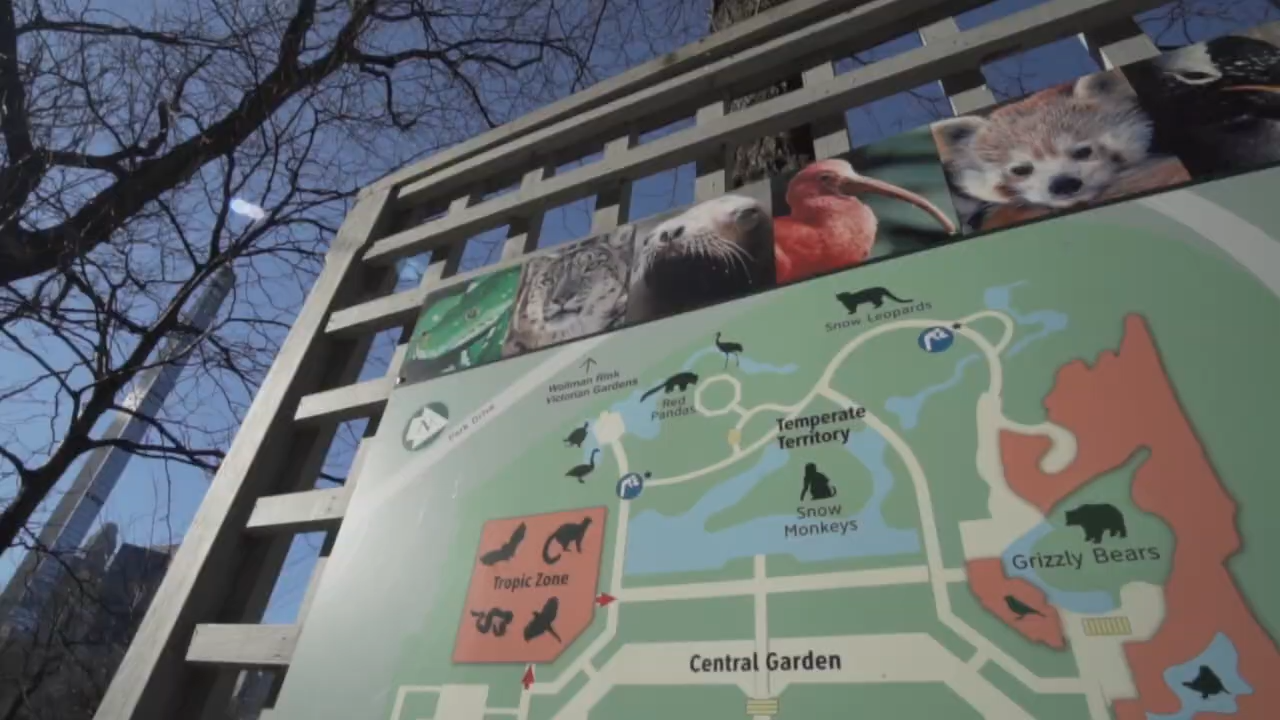 Snow Leopards
Wollman Rink
Victorian Gardens
N
Park Drive
Red
Pandas
Temperate
Territory
Snow
Monkeys
Grizzly Bears
Tropic Zone
Central Garden